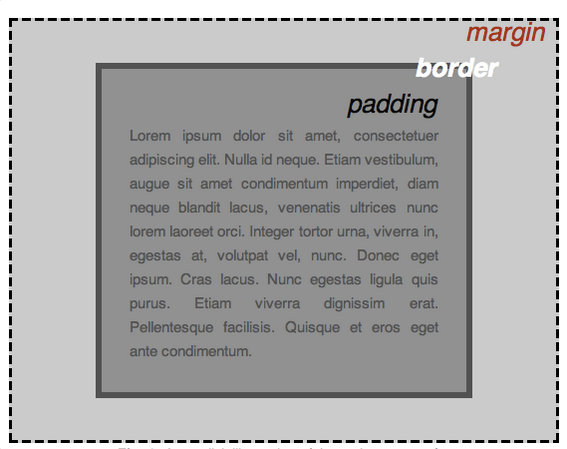 margin
border
padding
Lorem ipsum dolor sit amet, consectetuer
adipiscing elit. Nulla id neque. Etiam vestibulum,
augue sit amet condimentum imperdiet, diam
neque blandit lacus, venenatis ultrices nunc
lorem laoreet orci. Integer tortor urna, viverra in,
egestas at, volutpat vel, nunc. Donec eget
ipsum. Cras lacus. Nunc egestas ligula quis
purus. Etiam viverra dignissim erat.
Pellentesque facilisis. Quisque et eros eget
ante condimentum.